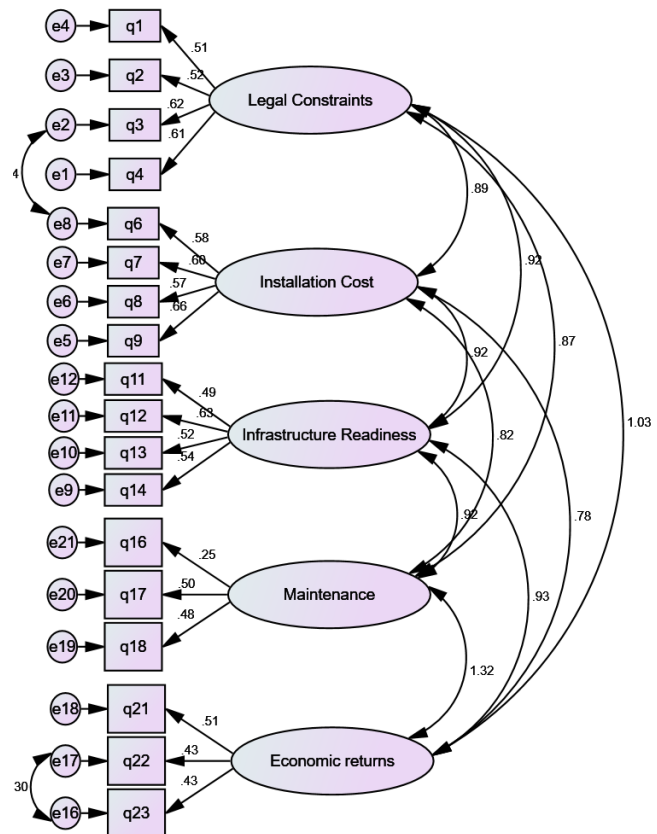 e4 q1
.51
e3 q2
.52
Legal Constraints
e2 q3
.62
.61
e1 q4
4
.89
e8 q6
.58
e7 q7
.60
.92
Installation Cost
e6 q8
.57
.66
e5 q9
.87
.92
e12 q11
.49
e11 q12
.63
1.03
Infrastructure Readiness
.82
e10 q13
.52
.54
e9 q14
.92
.78
e21 q16
.25
.93
e20 q17
.50
Maintenance
.48
e19 q18
1.32
e18 q21
.51
e17 q22
.43
Economic returns
.43
30
e16 q23